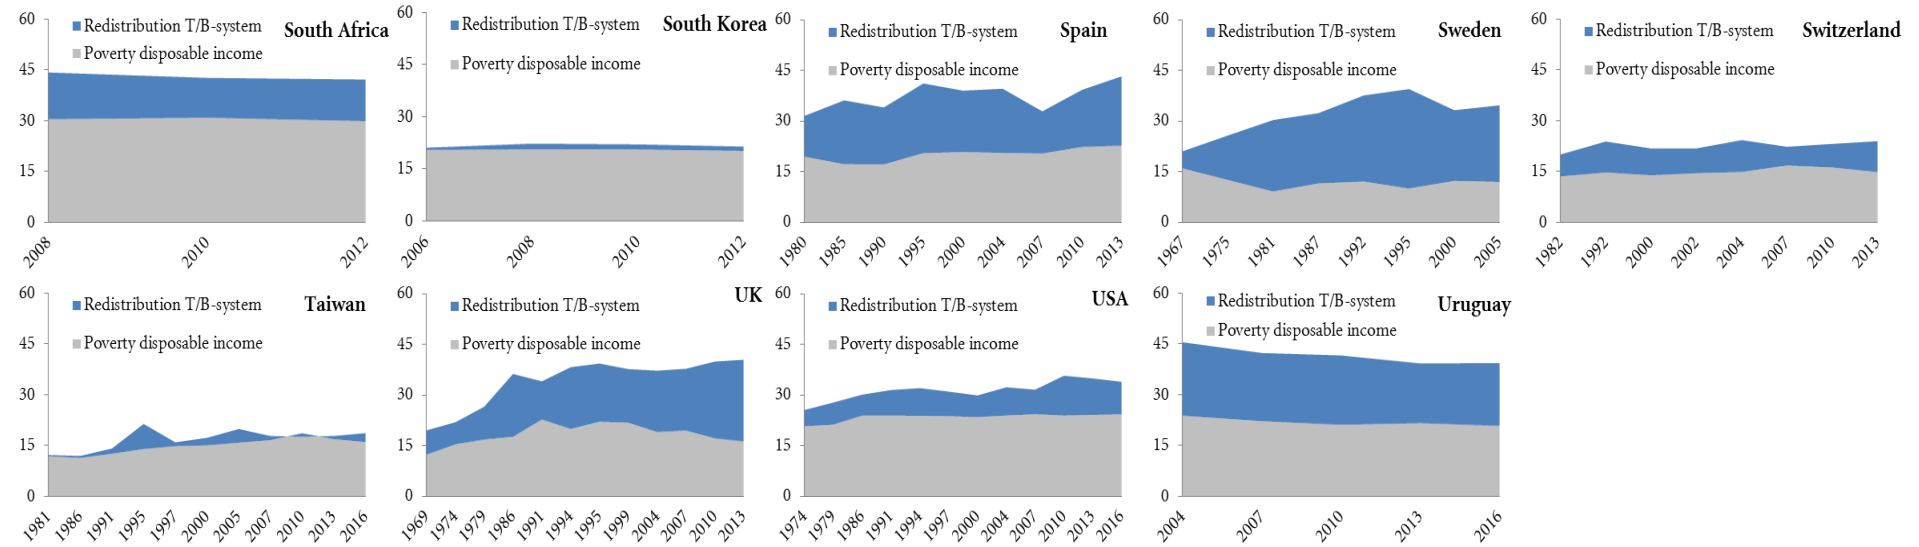 South Africa
Redistribution T/B-system
Poverty disposable income
60
45
30
15
0
2008 2010 2012
South Korea
Redistribution T/B-system
Poverty disposable income
60
45
30
15
0
2006 2008 2010 2012
Spain
Redistribution T/B-system
Poverty disposable income
60
45
30
15
0
1980 1985 1990 1995 2000 2004 2007 2010 2013
Sweden
Redistribution T/B-system
Poverty disposable income
60
45
30
15
0
1967 1975 1981 1987 1992 1995 2000 2005
Switzerland
Redistribution T/B-system
Poverty disposable income
60
45
30
15
0
1982 1992 2000 2002 2004 2007 2010 2013
Taiwan
Redistribution T/B-system
Poverty disposable income
60
45
30
15
0
1981 1986 1991 1995 1997 2000 2005 2007 2010 2013 2016
UK
Redistribution T/B-system
Poverty disposable income
60
45
30
15
0
1969 1974 1979 1986 1991 1994 1995 1999 2004 2007 2010 2013
USA
Redistribution T/B-system
Poverty disposable income
60
45
30
15
0
1974 1979 1986 1991 1994 1997 2000 2004 2007 2010 2013 2016
Uruguay
Redistribution T/B-system
Poverty disposable income
60
45
30
15
0
2004 2007 2010 2013 2016